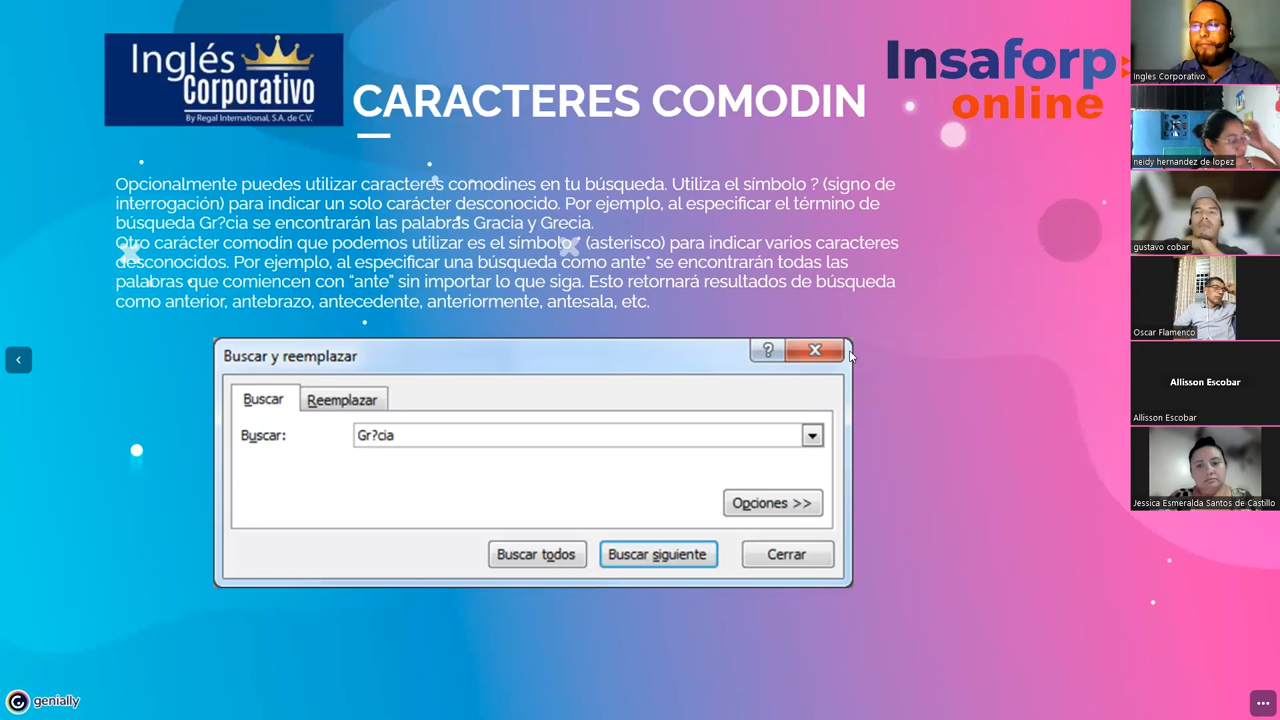 Inglés
Corporativo
By Regal International, S.A. de C.V.
CARACTERES COMODIN
Insaforp
online
Opcionalmente puedes utilizar caracteres comodines en tu búsqueda. Utiliza el símbolo ? (signo de
interrogación) para indicar un solo carácter desconocido. Por ejemplo, al especificar el término de
búsqueda Gr?cia se encontrarán las palabras Gracia y Grecia.
Otro carácter comodín que podemos utilizar es el símbolo (asterisco) para indicar varios caracteres
desconocidos. Por ejemplo, al especificar una búsqueda como ante* se encontrarán todas las
palabras que comiencen con “ante” sin importar lo que siga. Esto retornará resultados de búsqueda
como anterior, antebrazo, antecedente, anteriormente, antesala, etc.
Buscar y reemplazar
?
Buscar
Reemplazar
Buscar:
Gr?cia
Opciones >>
Buscar todos
Buscar siguiente
Cerrar
genially
Ingles Corporativo
neidy hernandez de lopez
gustavo cobar
Oscar Flamenco
Allisson Escobar
Allisson Escobar
Jessica Esmeralda Santos de Castillo